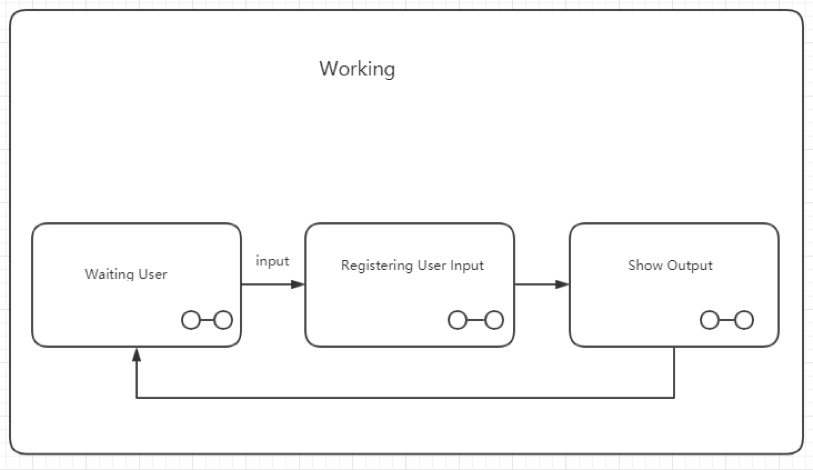 Working
Waiting User
input
Registering User Input
Show Output